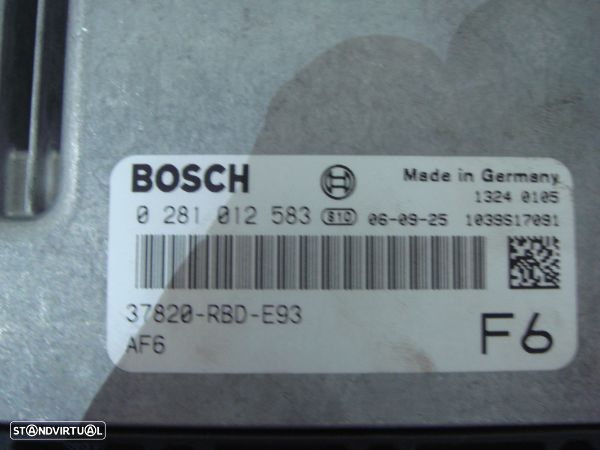 BOSCH
Made in Germany
1324 0105
0 281 012 583 S10 06-09-25 1039S17091
37820-RBD-E93
AF6
F6
STANDVIRTUAL